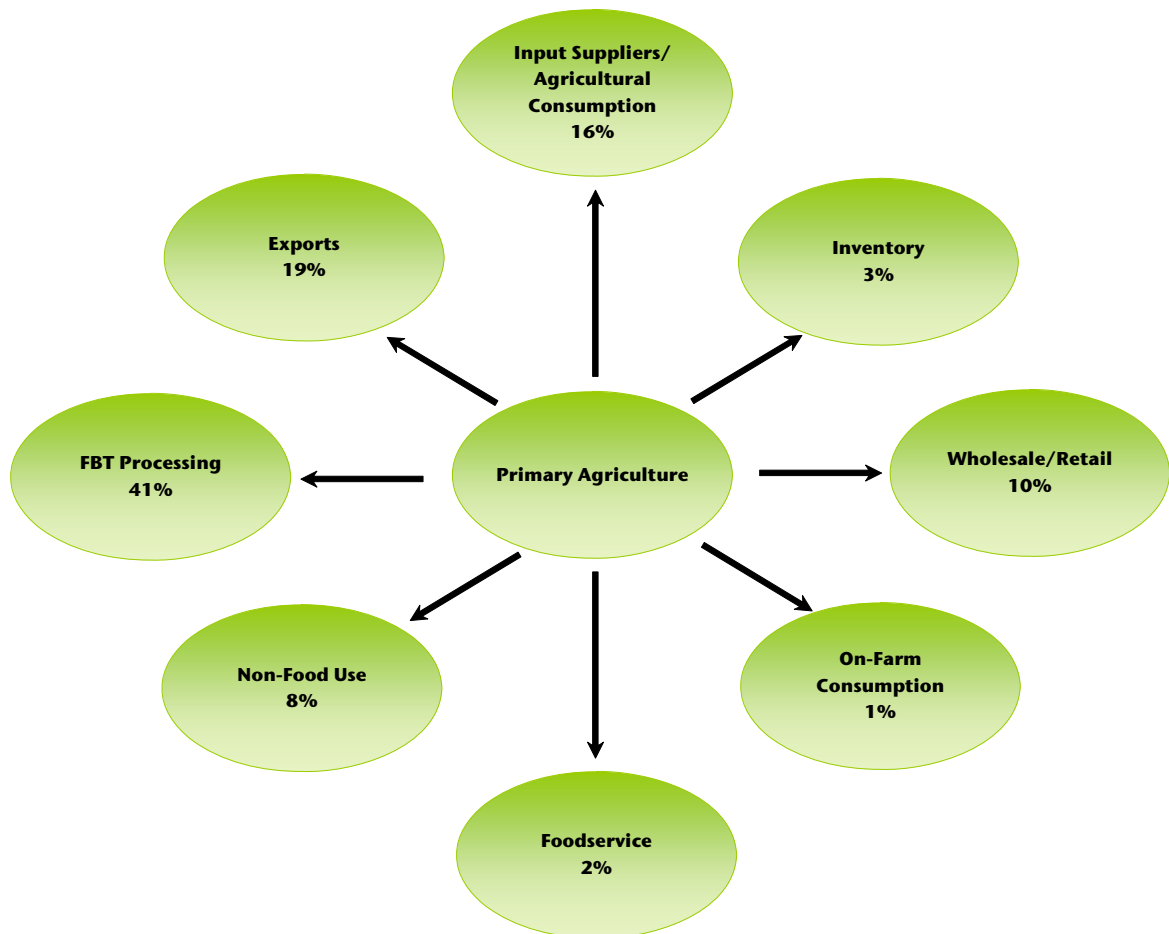 Input Suppliers/
Agricultural
Consumption
16%
Exports
19%
Inventory
3%
FBT Processing
41%
Primary Agriculture
Wholesale/Retail
10%
Non-Food Use
8%
On-Farm
Consumption
1%
Foodservice
2%